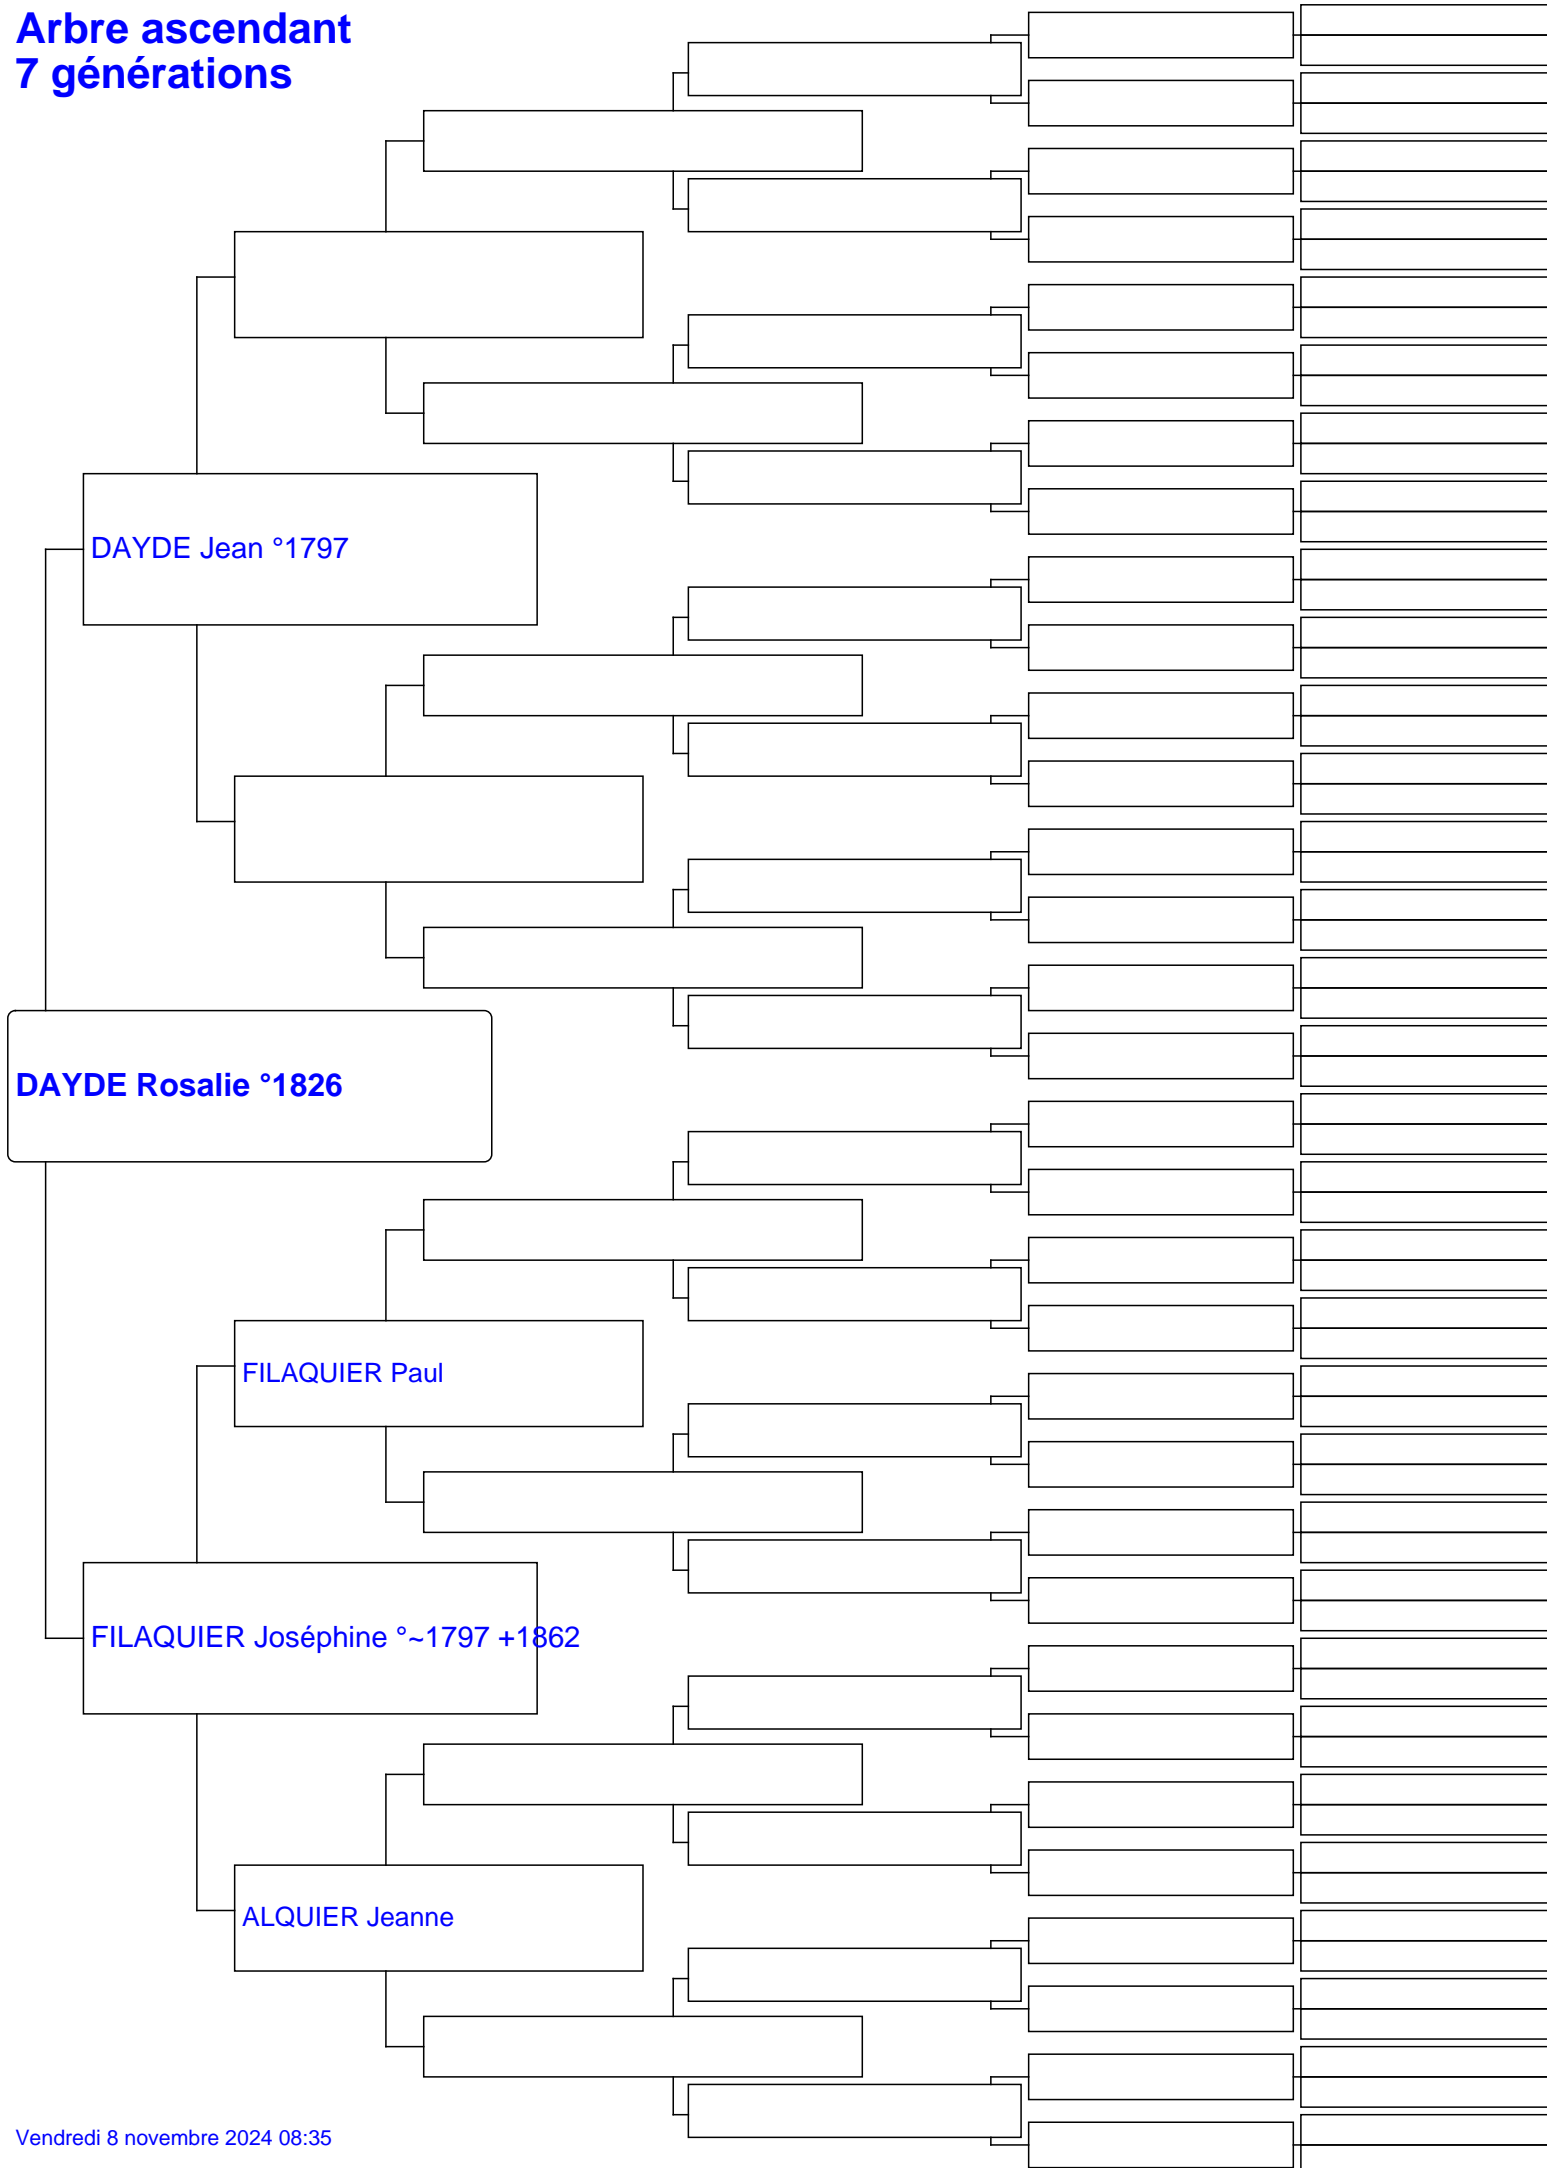 Arbre ascendant
7 générations
DAYDE Jean °1797
DAYDE Rosalie °1826
FILAQUIER Paul
FILAQUIER Joséphine °~1797 +1862
ALQUIER Jeanne
Vendredi 8 novembre 2024 08:35